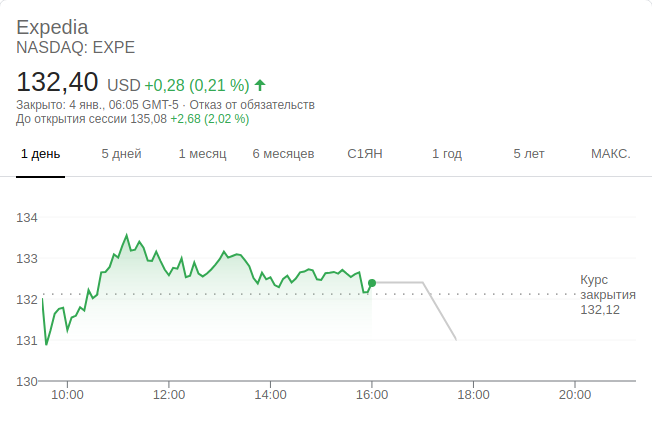 Expedia
NASDAQ: EXPE
132,40 USD +0,28 (0,21 %)
Закрыто: 4 янв., 06:05 GMT-5 · Отказ от обязательств
До открытия сессии 135,08 +2,68 (2,02 %)
1 день 5 дней 1 месяц 6 месяцев С1ЯН 1 год 5 лет МАКС.
134
133
132
131
130
Курс
закрытия
132,12
10:00 12:00 14:00 16:00 18:00 20:00